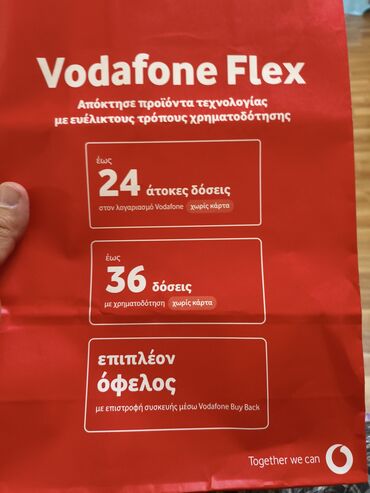 Vodafone Flex
Απόκτησε προϊόντα τεχνολογίας
με ευέλικτους τρόπους χρηματοδότησης
έως
24 άτοκες δόσεις
στον λογαριασμό Vodafone χωρίς κάρτα
έως
36 δόσεις
με χρηματοδότηση χωρίς κάρτα
επιπλέον
όφελος
με επιστροφή συσκευής μέσω Vodafone Buy Back
Together we can